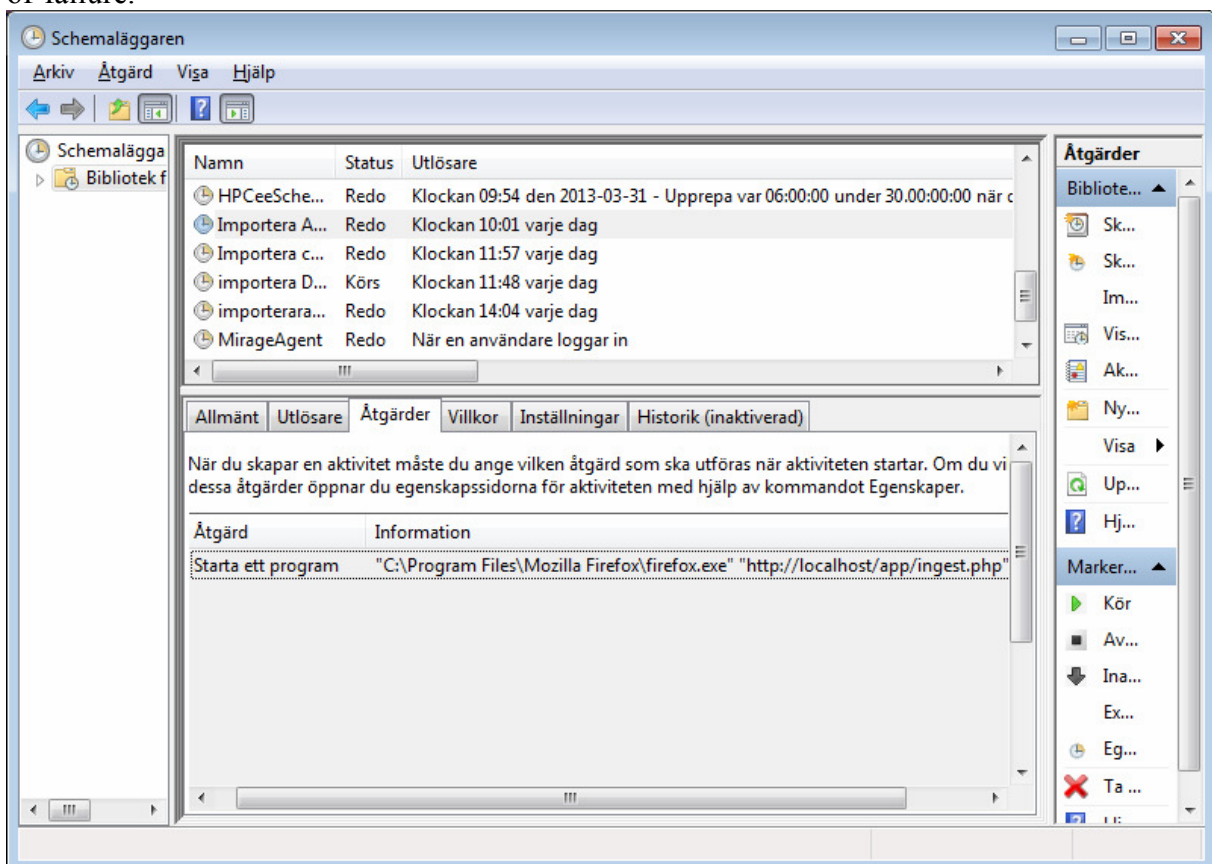 of failure.
Schemaläggaren
Arkiv Åtgärd Visa Hjälp
Schemalägga
Bibliotek f
Namn Status Utlösare
HPCeeSche... Redo Klockan 09:54 den 2013-03-31 - Upprepa var 06:00:00 under 30.00:00:00 när
Importera A... Redo Klockan 10:01 varje dag
Importera c... Redo Klockan 11:57 varje dag
importera D... Körs Klockan 11:48 varje dag
importerara... Redo Klockan 14:04 varje dag
MirageAgent Redo När en användare loggar in
Allmänt Utlösare Åtgärder Villkor Inställningar Historik (inaktiverad)
När du skapar en aktivitet måste du ange vilken åtgärd som ska utföras när aktiviteten startar. Om du vi
dessa åtgärder öppnar du egenskapssidorna för aktiviteten med hjälp av kommandot Egenskaper.
Åtgärd Information
Starta ett program "C:\Program Files\Mozilla Firefox\firefox.exe" "http://localhost/app/ingest.php"
Åtgärder
Bibliote...
Sk...
Sk...
Im...
Vis...
Ak...
Ny...
Visa
Up...
Hj...
Marker...
Kör
Av...
Ina...
Ex...
Eg...
Ta ...